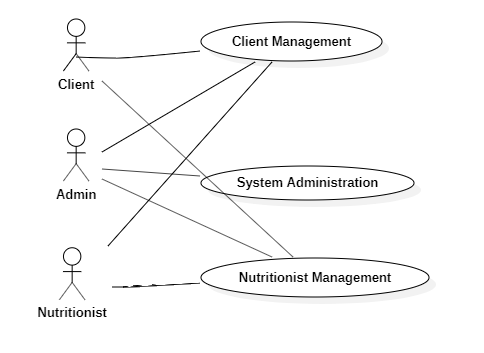 Client Management
Client
System Administration
Admin
Nutritionist Management
Nutritionist